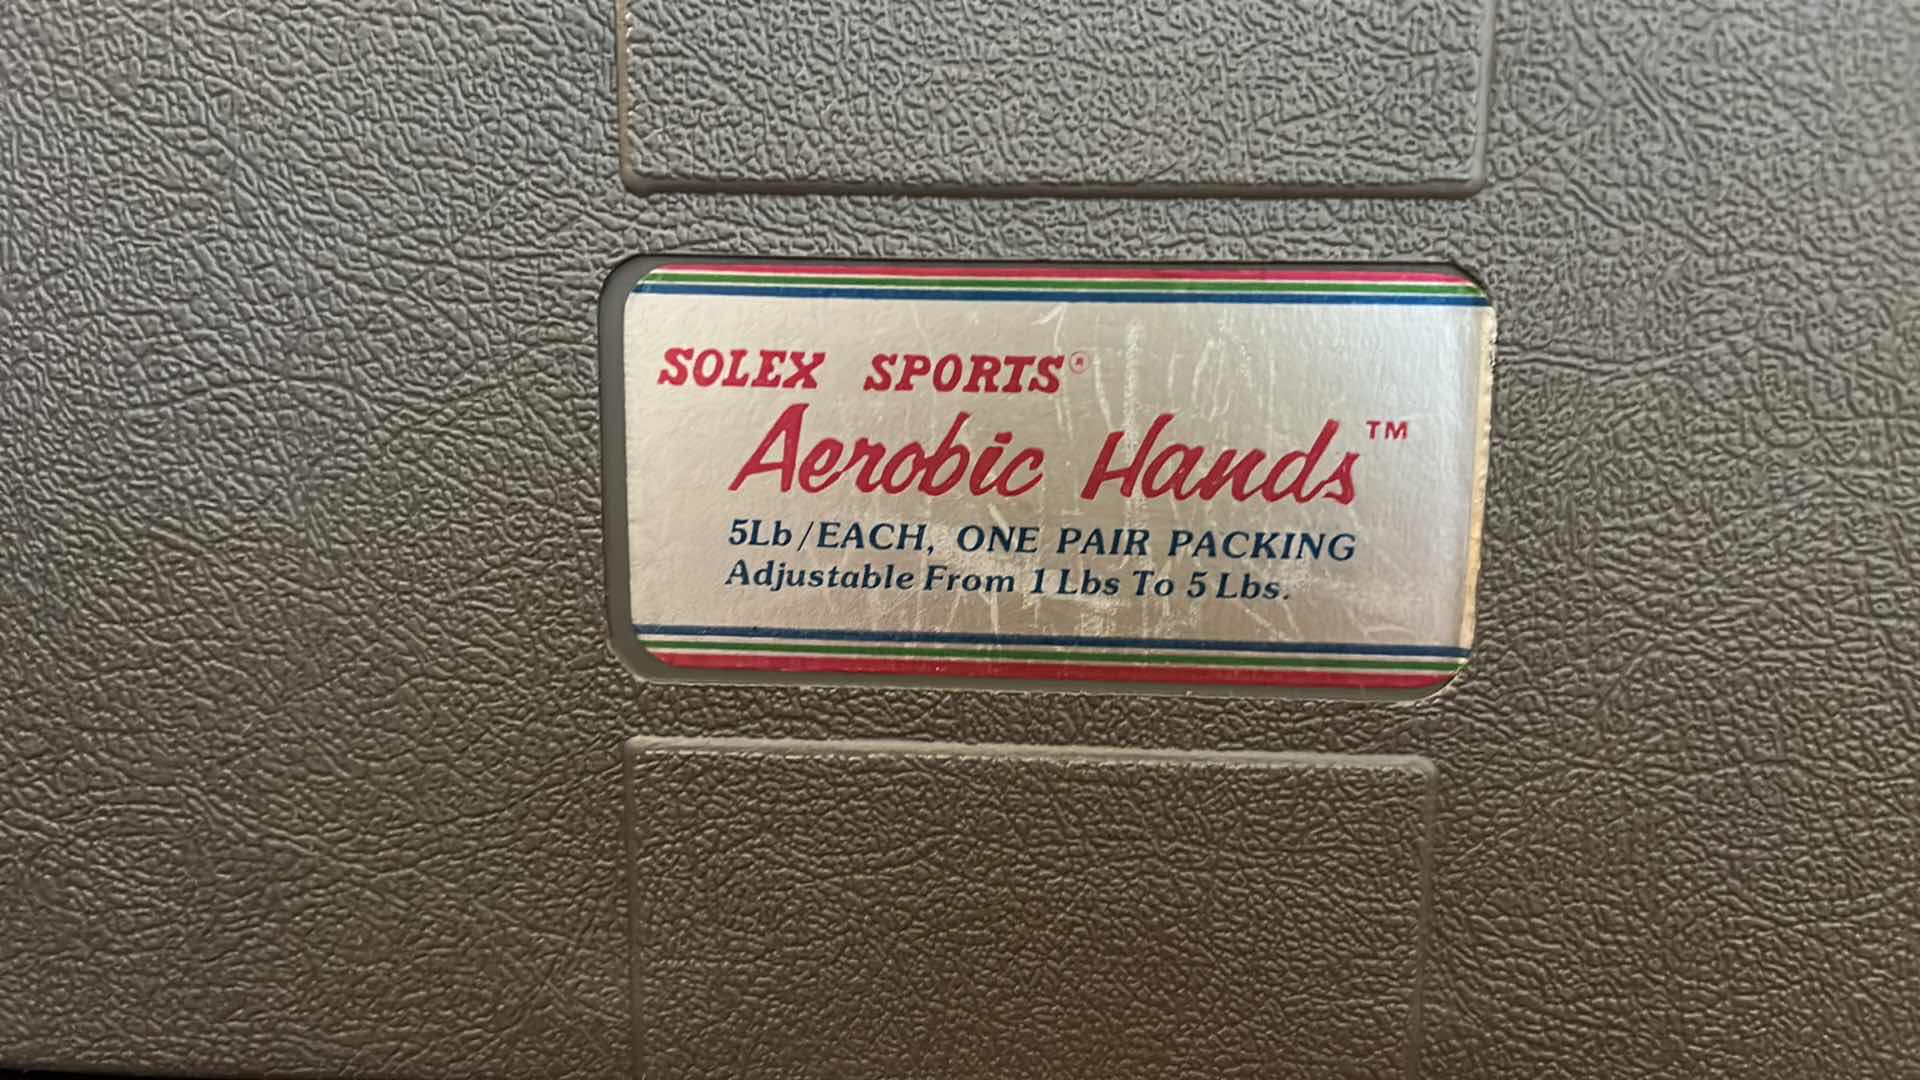 SOLEX SPORTS®
Aerobic Hands™
5Lb/EACH, ONE PAIR PACKING
Adjustable From 1 Lbs To 5 Lbs.